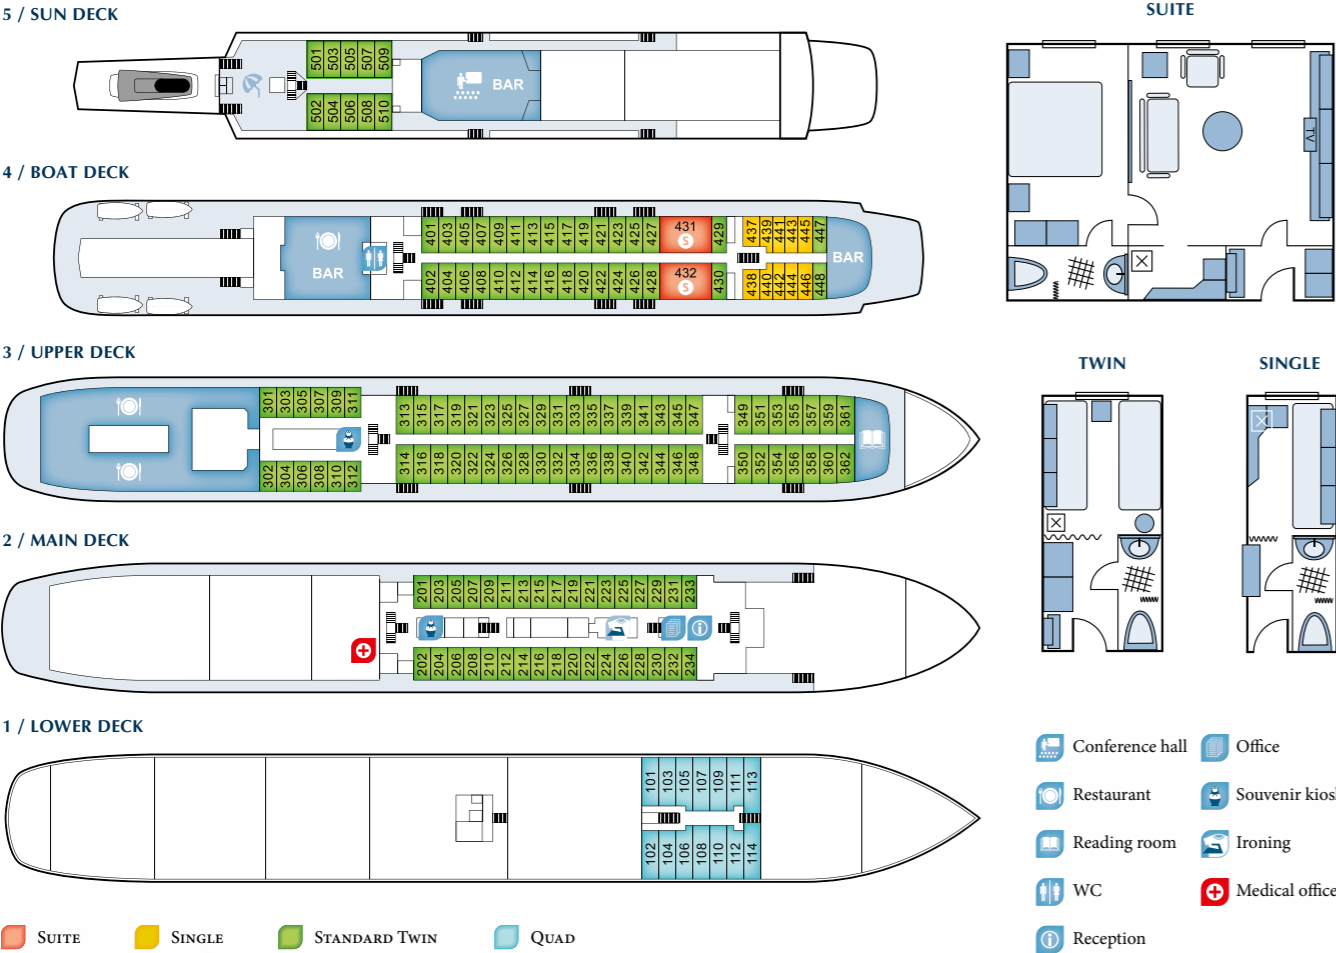 5 / SUN DECK
501 503 505 507 509
BAR
502 504 506 508 510
4 / BOAT DECK
401 403 405 407 409 411 413 415 417 419 421 423 425 427 431 S 429 437 439 441 443 445 447
BAR
BAR
402 404 406 408 410 412 414 416 418 420 422 424 426 428 432 S 430 438 440 442 444 446 448
3 / UPPER DECK
301 303 305 307 309 311 313 315 317 319 321 323 325 327 329 331 333 335 337 339 341 343 345 347 349 351 353 355 357 359 361
302 304 306 308 310 312 314 316 318 320 322 324 326 328 330 332 334 336 338 340 342 344 346 348 350 352 354 356 358 360 362
2 / MAIN DECK
201 203 205 207 209 211 213 215 217 219 221 223 225 227 229 231 233
202 204 206 208 210 212 214 216 218 220 222 224 226 228 230 232 234
1 / LOWER DECK
101 103 105 107 109 111 113
102 104 106 108 110 112 114
SUITE
SINGLE
STANDARD TWIN
QUAD
SUITE
TV
TWIN
SINGLE
Conference hall
Office
Restaurant
Souvenir kios
Reading room
Ironing
WC
Medical office
Reception